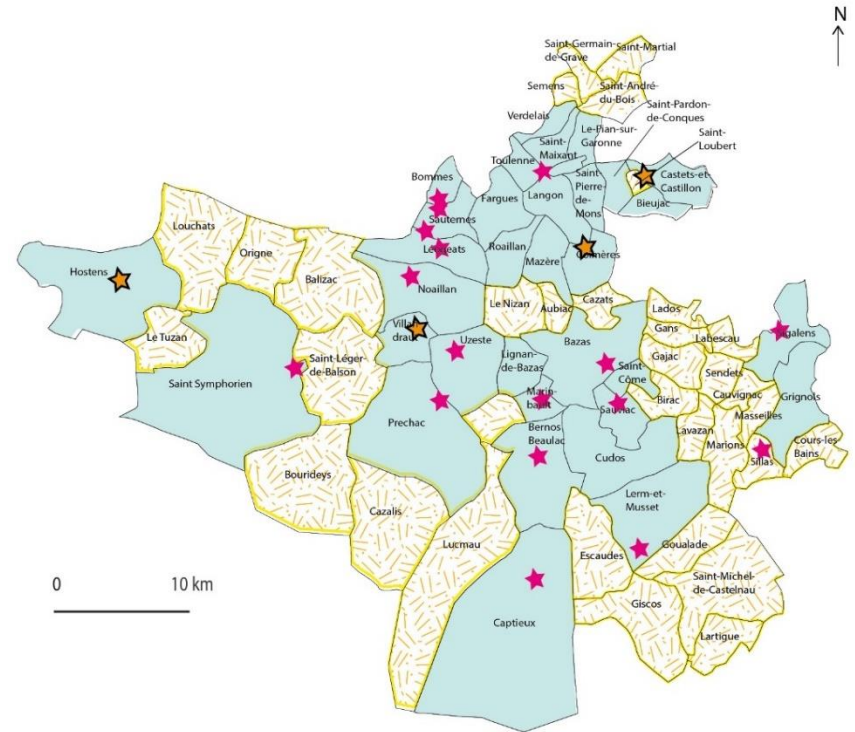 N
Saint-Germain-
de-Grave
Saint-Martial
Semens
Saint-André-
du-Bois
Saint-Pardon-
de-Conques
Verdelais
Le-Pian-sur-
Garonne
Saint-
Loubert
Saint-
Maixant
Toulenne
Castets-et-
Castillon
Bommes
Saint
Pierre
de-
Mons
Langon
Fargues
Bieujac
Sauternes
Louchats
Origne
Balizac
Hostens
Roaillan
Mazère
Noaillan
Le Nizan
Aubiac
Cazats
Lados
Gans
Labescau
Le Tuzan
Villan
draut
Uzeste
Lignan-
de-Bazas
Bazas
Saint-
Côme
Gajac
Sendets
Saint-Léger-
de-Balson
Saint Symphorien
Birac
Cauvignac
Grignols
Masseilles
Sauviac
Prechac
Bernos
Beaulac
Lavazan
Marions
Cours-les
Bains
Sillas
Cudos
Bourideys
Cazalis
Lucmau
Lerm-et-
Musset
Escaudes
Goualade
Saint-Michel-
de-Castelnau
Giscos
Captieux
Lartigue
0 10 km